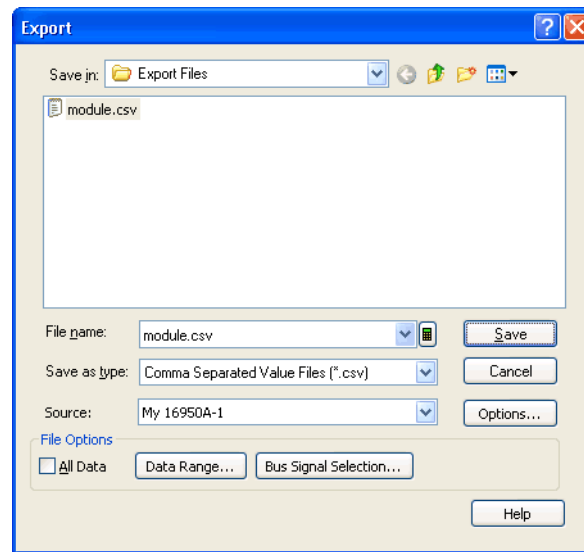 Export
Save in: Export Files
module.csv
File name: module.csv
Save
Save as type: Comma Separated Value Files (*.csv)
Cancel
Source: My 16950A-1
Options...
File Options
All Data
Data Range...
Bus Signal Selection...
Help